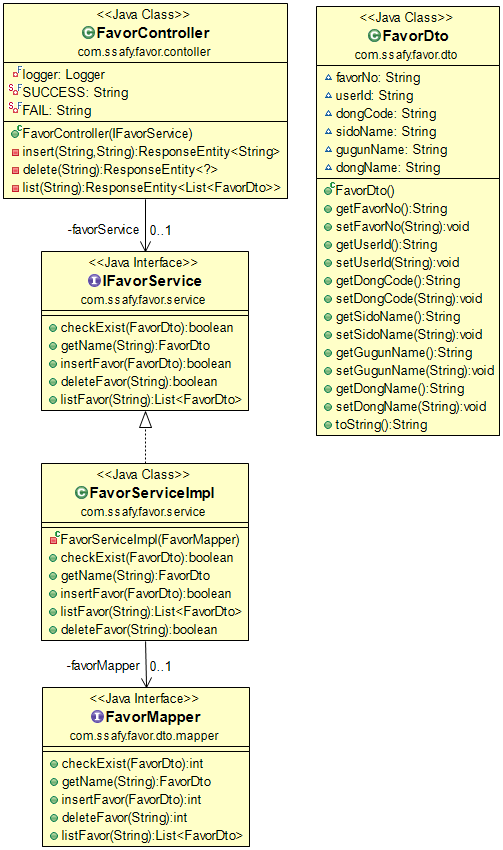 <<Java Class>>
FavorController
com.ssafy.favor.contoller
logger: Logger
SUCCESS: String
FAIL: String
FavorController(IFavorService)
insert(String,String):ResponseEntity<String>
delete(String):ResponseEntity<?>
list(String):ResponseEntity<List<FavorDto>>
-favorService 0..1
<<Java Interface>>
IFavorService
com.ssafy.favor.service
checkExist(FavorDto):boolean
getName(String):FavorDto
insertFavor(FavorDto):boolean
deleteFavor(String):boolean
listFavor(String):List<FavorDto>
<<Java Class>>
FavorServiceImpl
com.ssafy.favor.service
FavorServiceImpl(FavorMapper)
checkExist(FavorDto):boolean
getName(String):FavorDto
insertFavor(FavorDto):boolean
listFavor(String):List<FavorDto>
deleteFavor(String):boolean
-favorMapper 0..1
<<Java Interface>>
FavorMapper
com.ssafy.favor.dto.mapper
checkExist(FavorDto):int
getName(String):FavorDto
insertFavor(FavorDto):int
deleteFavor(String):int
listFavor(String):List<FavorDto>
<<Java Class>>
FavorDto
com.ssafy.favor.dto
favorNo: String
userId: String
dongCode: String
sidoName: String
gugunName: String
dongName: String
FavorDto()
getFavorNo():String
setFavorNo(String):void
getUserId():String
setUserId(String):void
getDongCode():String
setDongCode(String):void
getSidoName():String
setSidoName(String):void
getGugunName():String
setGugunName(String):void
getDongName():String
setDongName(String):void
toString():String